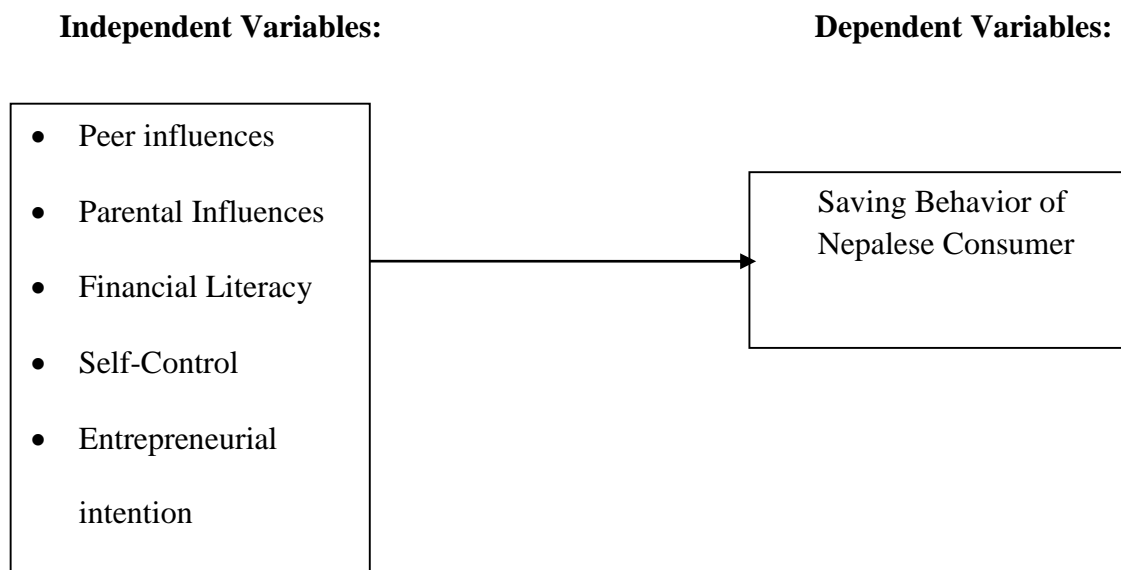 Independent Variables:
Dependent Variables:
• Peer influences
• Parental Influences
• Financial Literacy
• Self-Control
• Entrepreneurial
intention
Saving Behavior of
Nepalese Consumer